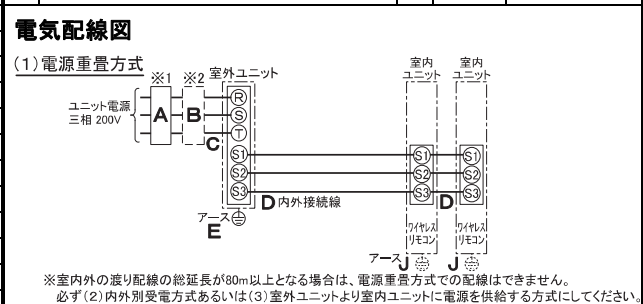 電気配線図
(1)電源重畳方式
※1
※2
室外ユニット
室内
ユニット
室内
ユニット
ユニット電源
三相 200V
A
B
C
R
S
T
S1
S2
S3
S1
S2
S3
S1
S2
S3
D 内外接続線
D
アース
E
ワイヤレス
リモコン
ワイヤレス
リモコン
アース J
J
※室内外の渡り配線の総延長が80m以上となる場合は、電源重畳方式での配線はできません。
必ず(2)内外別受電方式あるいは(3)室外ユニットより室内ユニットに電源を供給する方式にしてください。